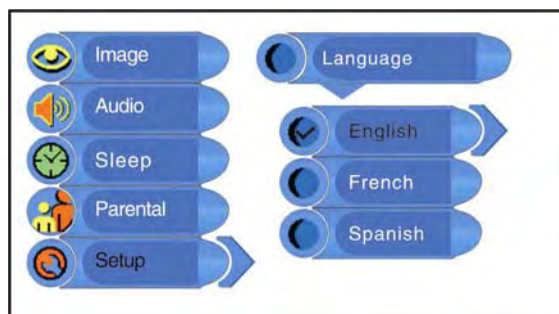 Image
Audio
Sleep
Parental
Setup
Language
English
French
Spanish